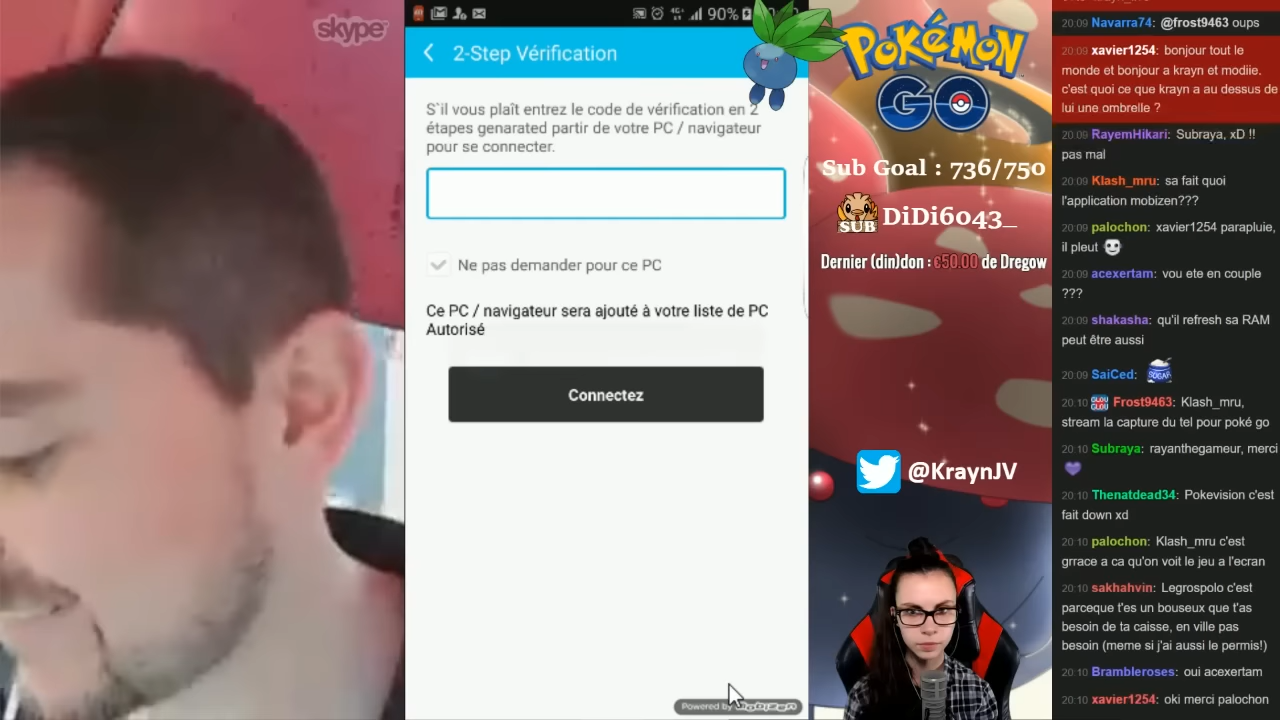 skype
4G+
90%
2-Step Vérification
S'il vous plaît entrez le code de vérification en 2
étapes genarated partir de votre PC / navigateur
pour se connecter.
Ne pas demander pour ce PC
Ce PC / navigateur sera ajouté à votre liste de PC
Autorisé
Connectez
Powered by Mobizen
POKÉMON
GO
Sub Goal : 736/750
SUB
DiDi6043_
Dernier (din)don : €50.00 de Dregow
@KraynJV
20:09 Navarra74: @frost9463 oups
xavier1254: bonjour tout le
monde et bonjour a krayn et modiie.
c'est quoi ce que krayn a au dessus de
lui une ombrelle ?
20:09 RayemHikari: Subraya, xD !!
pas mal
20:09 Klash_mru: sa fait quoi
l'application mobizen???
20:09 palochon: xavier1254 parapluie,
il pleut
20:09 acexertam: vou ete en couple
???
20:09 shakasha: qu'il refresh sa RAM
peut être aussi
20:09 SaiCed: SUGAR
20:10 GLOU GLOU Frost9463: Klash_mru,
stream la capture du tel pour poké go
20:10 Subraya: rayanthegameur, merci
20:10 Thenatdead34: Pokevision c'est
fait down xd
20:10 palochon: Klash_mru c'est
grrace a ca qu'on voit le jeu a l'ecran
20:10 sakhahvin: Legrospolo c'est
parceque t'es un bouseux que t'as
besoin de ta caisse, en ville pas
besoin (meme si j'ai aussi le permis!)
20:10 Brambleroses: oui acexertam
20:10 xavier1254: oki merci palochon